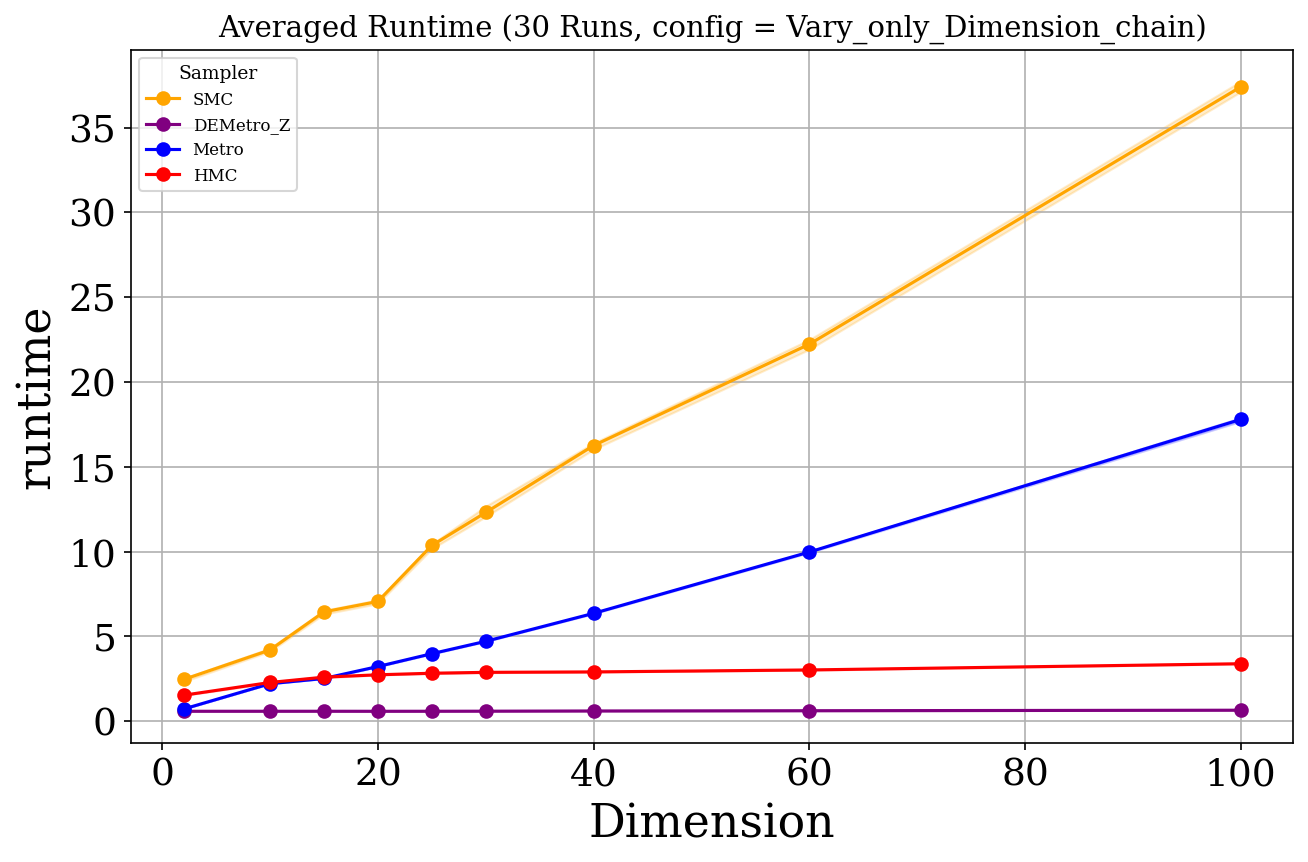 Averaged Runtime (30 Runs, config = Vary_only_Dimension_chain)
Sampler
SMC
DEMetro_Z
Metro
HMC
runtime
35
30
25
20
15
10
5
0
0 20 40 60 80 100
Dimension